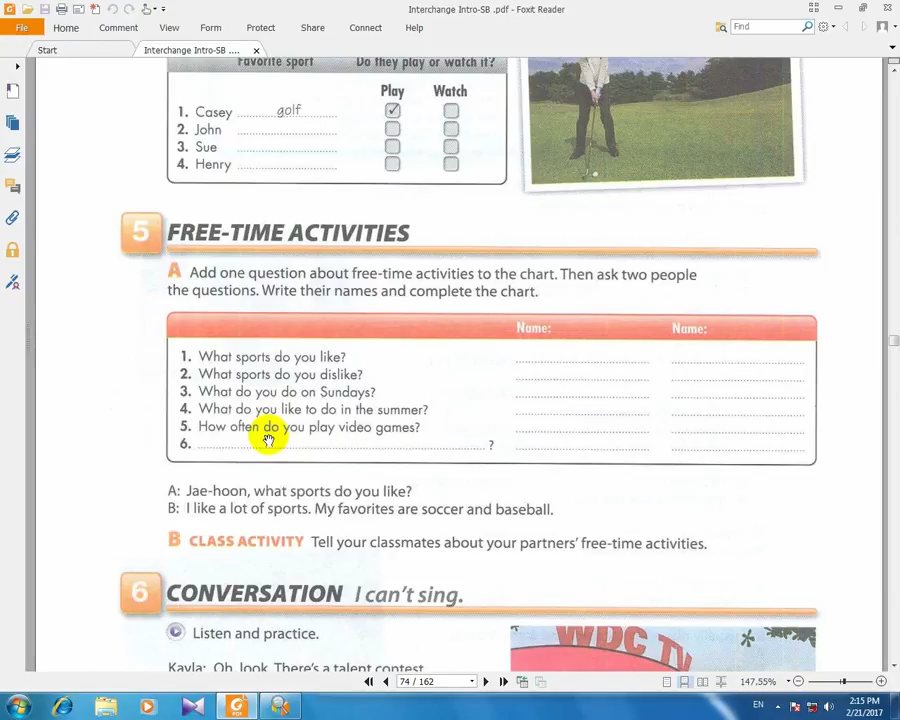 Interchange Intro-SB .pdf - Foxit Reader
File Home Comment View Form Protect Share Connect Help Find
Start Interchange Intro-SB ....
Favorite sport Do they play or watch it?
Play Watch
1. Casey golf
2. John
3. Sue
4. Henry
5 FREE-TIME ACTIVITIES
A Add one question about free-time activities to the chart. Then ask two people
the questions. Write their names and complete the chart.
Name: Name:
1. What sports do you like?
2. What sports do you dislike?
3. What do you do on Sundays?
4. What do you like to do in the summer?
5. How often do you play video games?
6. ?
A: Jae-hoon, what sports do you like?
B: I like a lot of sports. My favorites are soccer and baseball.
B CLASS ACTIVITY Tell your classmates about your partners' free-time activities.
6 CONVERSATION I can't sing.
Listen and practice.
WDC TV
Kayla: Oh, look. There's a talent contest
74 / 162 147.55%
EN 2:15 PM
2/21/2017